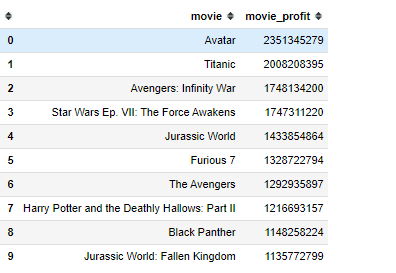 movie movie_profit
0 Avatar 2351345279
1 Titanic 2008208395
2 Avengers: Infinity War 1748134200
3 Star Wars Ep. VII: The Force Awakens 1747311220
4 Jurassic World 1433854864
5 Furious 7 1328722794
6 The Avengers 1292935897
7 Harry Potter and the Deathly Hallows: Part II 1216693157
8 Black Panther 1148258224
9 Jurassic World: Fallen Kingdom 1135772799